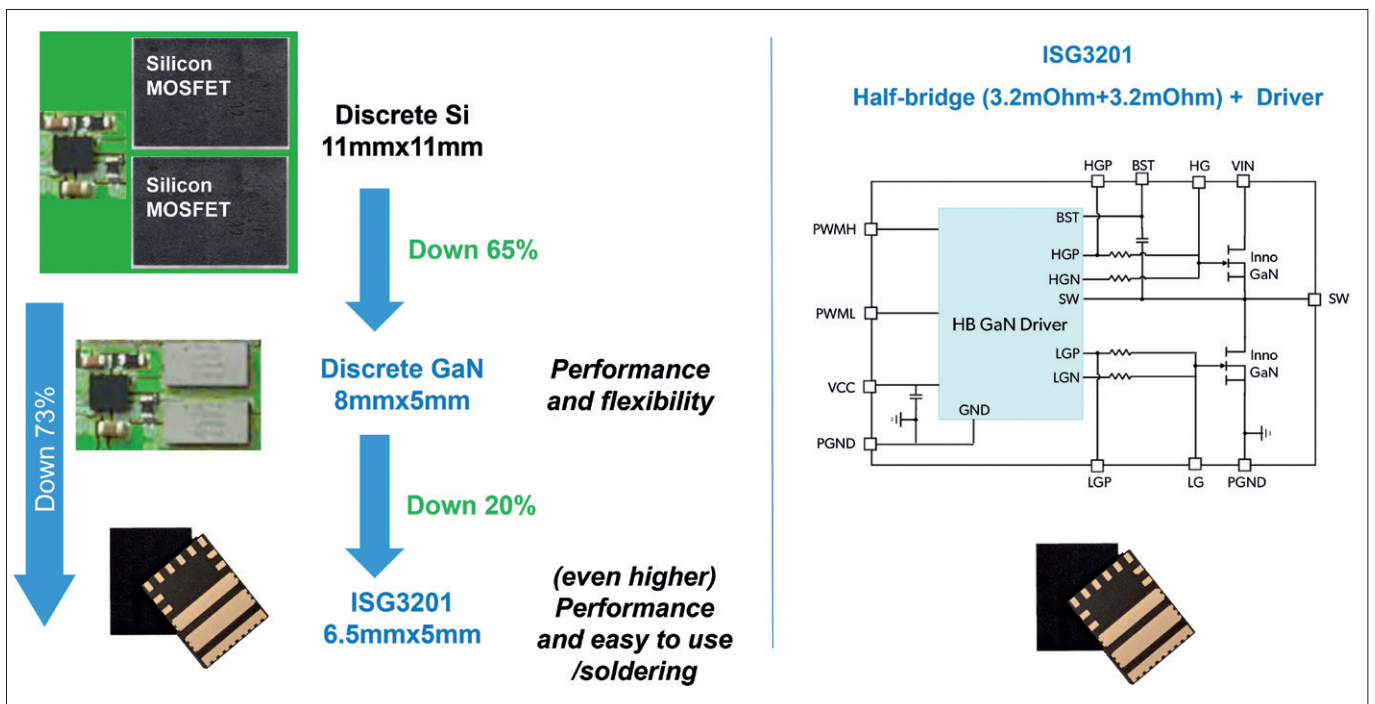 Silicon
MOSFET
Silicon
MOSFET
Discrete Si
11mmx11mm
Down 65%
Down 73%
Discrete GaN
8mmx5mm
Performance
and flexibility
Down 20%
ISG3201
6.5mmx5mm
(even higher)
Performance
and easy to use
/soldering
ISG3201
Half-bridge (3.2mOhm+3.2mOhm) + Driver
HGP
BST
HG
VIN
PWMH
BST
HGP
HGN
SW
Inno
GaN
SW
PWML
HB GaN Driver
LGP
LGN
Inno
GaN
VCC
GND
PGND
LGP
LG
PGND